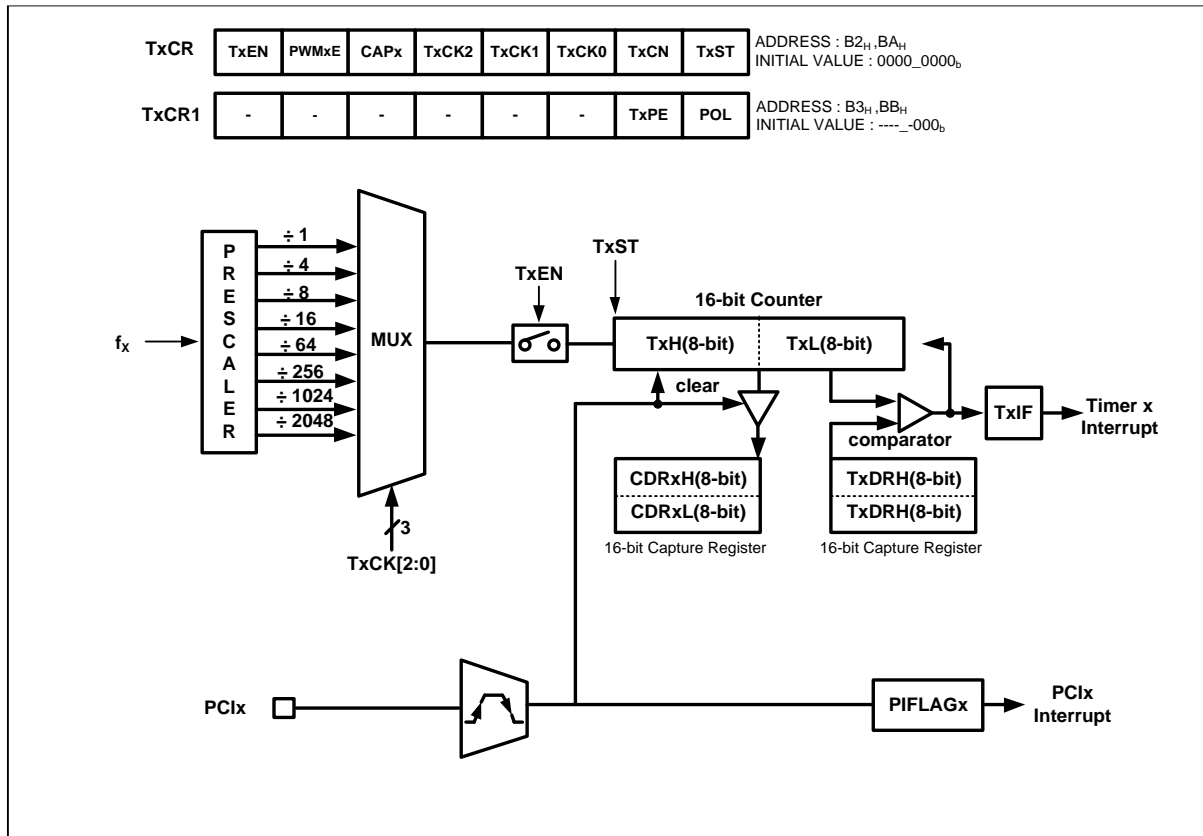 TxCR TxEN PWMxE CAPx TxCK2 TxCK1 TxCK0 TxCN TxST
ADDRESS : B2H ,BAH
INITIAL VALUE : 0000_0000b
TxCR1 - - - - - - TxPE POL
ADDRESS : B3H ,BBH
INITIAL VALUE : ----_-000b
PRESCALER
÷ 1
÷ 4
÷ 8
÷ 16
÷ 64
÷ 256
÷ 1024
÷ 2048
fX
MUX
3
TxCK[2:0]
TxEN
TxST
16-bit Counter
TxH(8-bit) TxL(8-bit)
clear
comparator
TxIF
Timer x
Interrupt
CDRxH(8-bit)
CDRxL(8-bit)
16-bit Capture Register
TxDRH(8-bit)
TxDRH(8-bit)
16-bit Capture Register
PCIx
PIFLAGx
PCIx
Interrupt